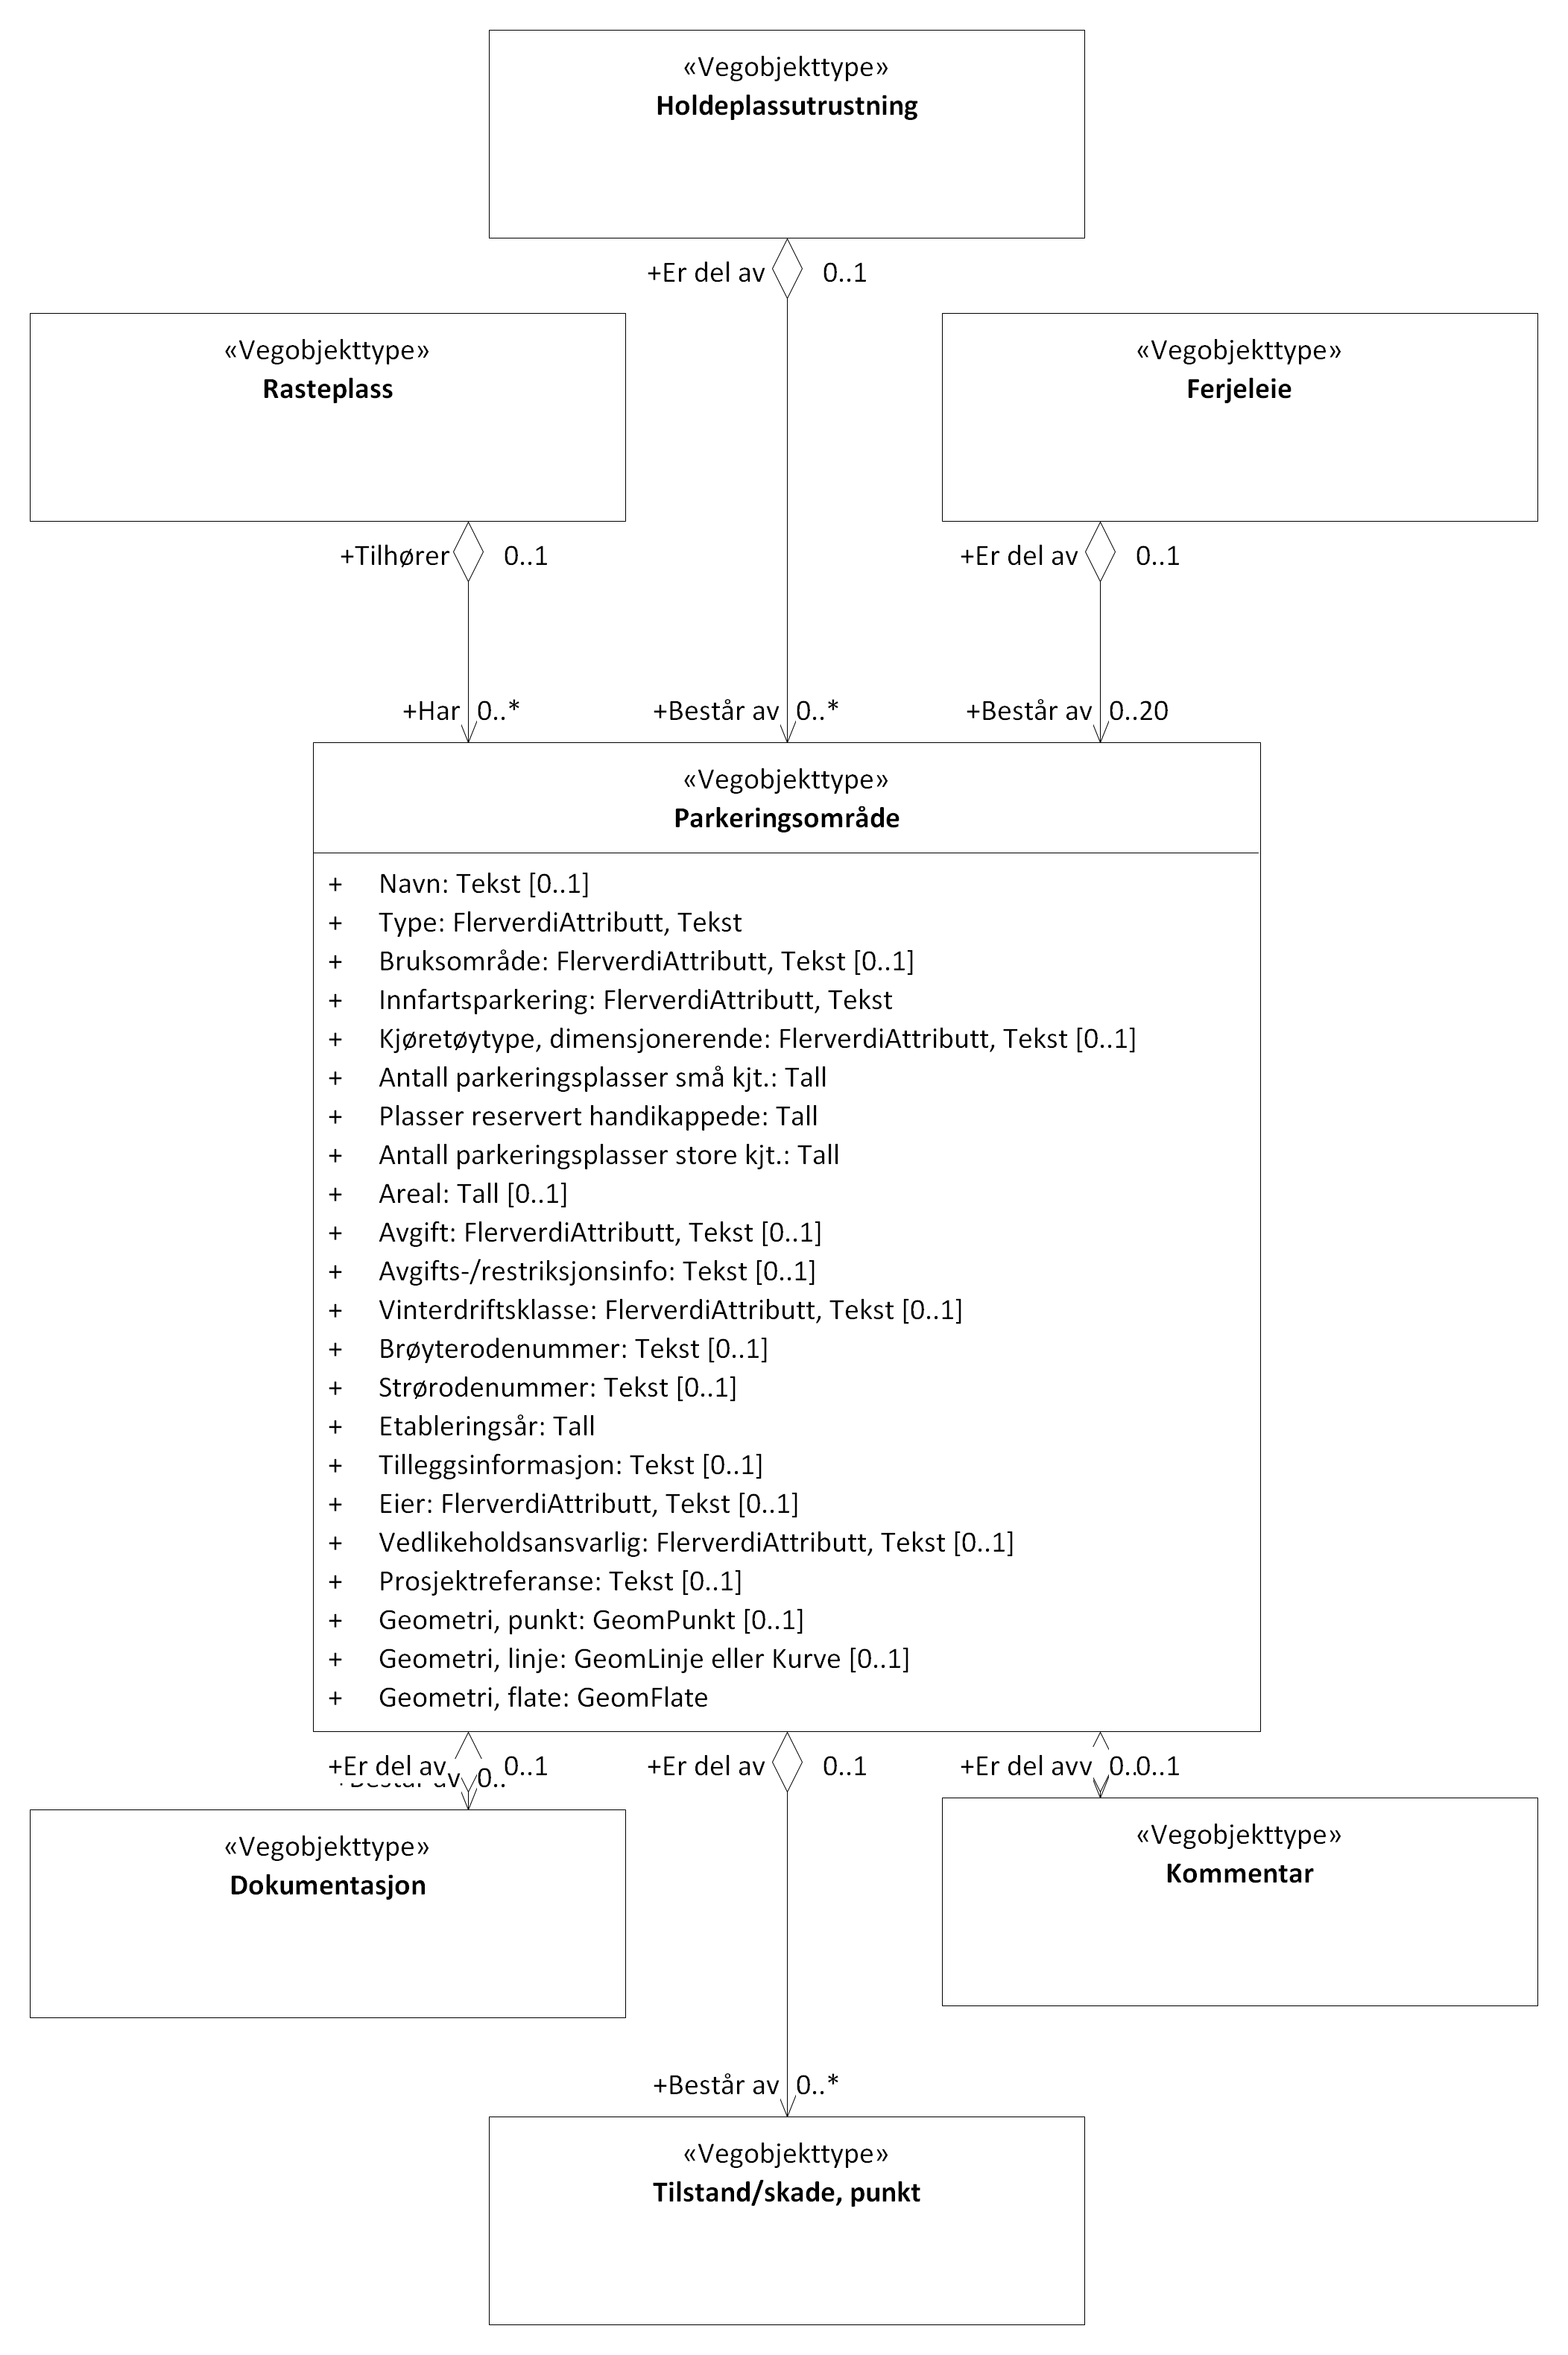 «Vegobjekttype»
Holdeplassutrustning
+Er del av 0..1
«Vegobjekttype»
Rasteplass
«Vegobjekttype»
Ferjeleie
+Tilhører 0..1
+Er del av 0..1
+Har 0..*
+Består av 0..*
+Består av 0..20
«Vegobjekttype»
Parkeringsområde
+ Navn: Tekst [0..1]
+ Type: FlerverdiAttributt, Tekst
+ Bruksområde: FlerverdiAttributt, Tekst [0..1]
+ Innfartsparkering: FlerverdiAttributt, Tekst
+ Kjøretøytype, dimensjonerende: FlerverdiAttributt, Tekst [0..1]
+ Antall parkeringsplasser små kjt.: Tall
+ Plasser reservert handikappede: Tall
+ Antall parkeringsplasser store kjt.: Tall
+ Areal: Tall [0..1]
+ Avgift: FlerverdiAttributt, Tekst [0..1]
+ Avgifts-/restriksjonsinfo: Tekst [0..1]
+ Vinterdriftsklasse: FlerverdiAttributt, Tekst [0..1]
+ Brøyterodenummer: Tekst [0..1]
+ Strørodenummer: Tekst [0..1]
+ Etableringsår: Tall
+ Tilleggsinformasjon: Tekst [0..1]
+ Eier: FlerverdiAttributt, Tekst [0..1]
+ Vedlikeholdsansvarlig: FlerverdiAttributt, Tekst [0..1]
+ Prosjektreferanse: Tekst [0..1]
+ Geometri, punkt: GeomPunkt [0..1]
+ Geometri, linje: GeomLinje eller Kurve [0..1]
+ Geometri, flate: GeomFlate
+Er del av 0..1
+Er del av 0..1
+Er del av 0..1
«Vegobjekttype»
Dokumentasjon
«Vegobjekttype»
Kommentar
+Består av 0..*
«Vegobjekttype»
Tilstand/skade, punkt